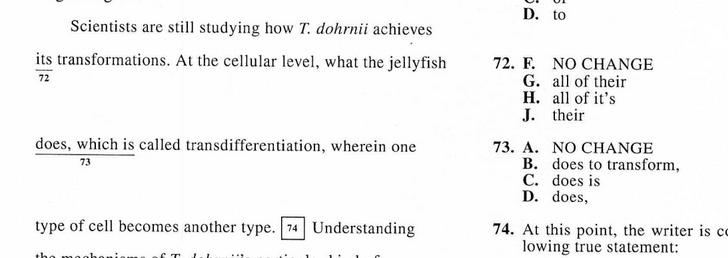 D. to
Scientists are still studying how T. dohrnii achieves
its transformations. At the cellular level, what the jellyfish
72
does, which is called transdifferentiation, wherein one
73
type of cell becomes another type. 74 Understanding
72. F. NO CHANGE
G. all of their
H. all of it's
J. their
73. A. NO CHANGE
B. does to transform,
C. does is
D. does,
74. At this point, the writer is
lowing true statement: